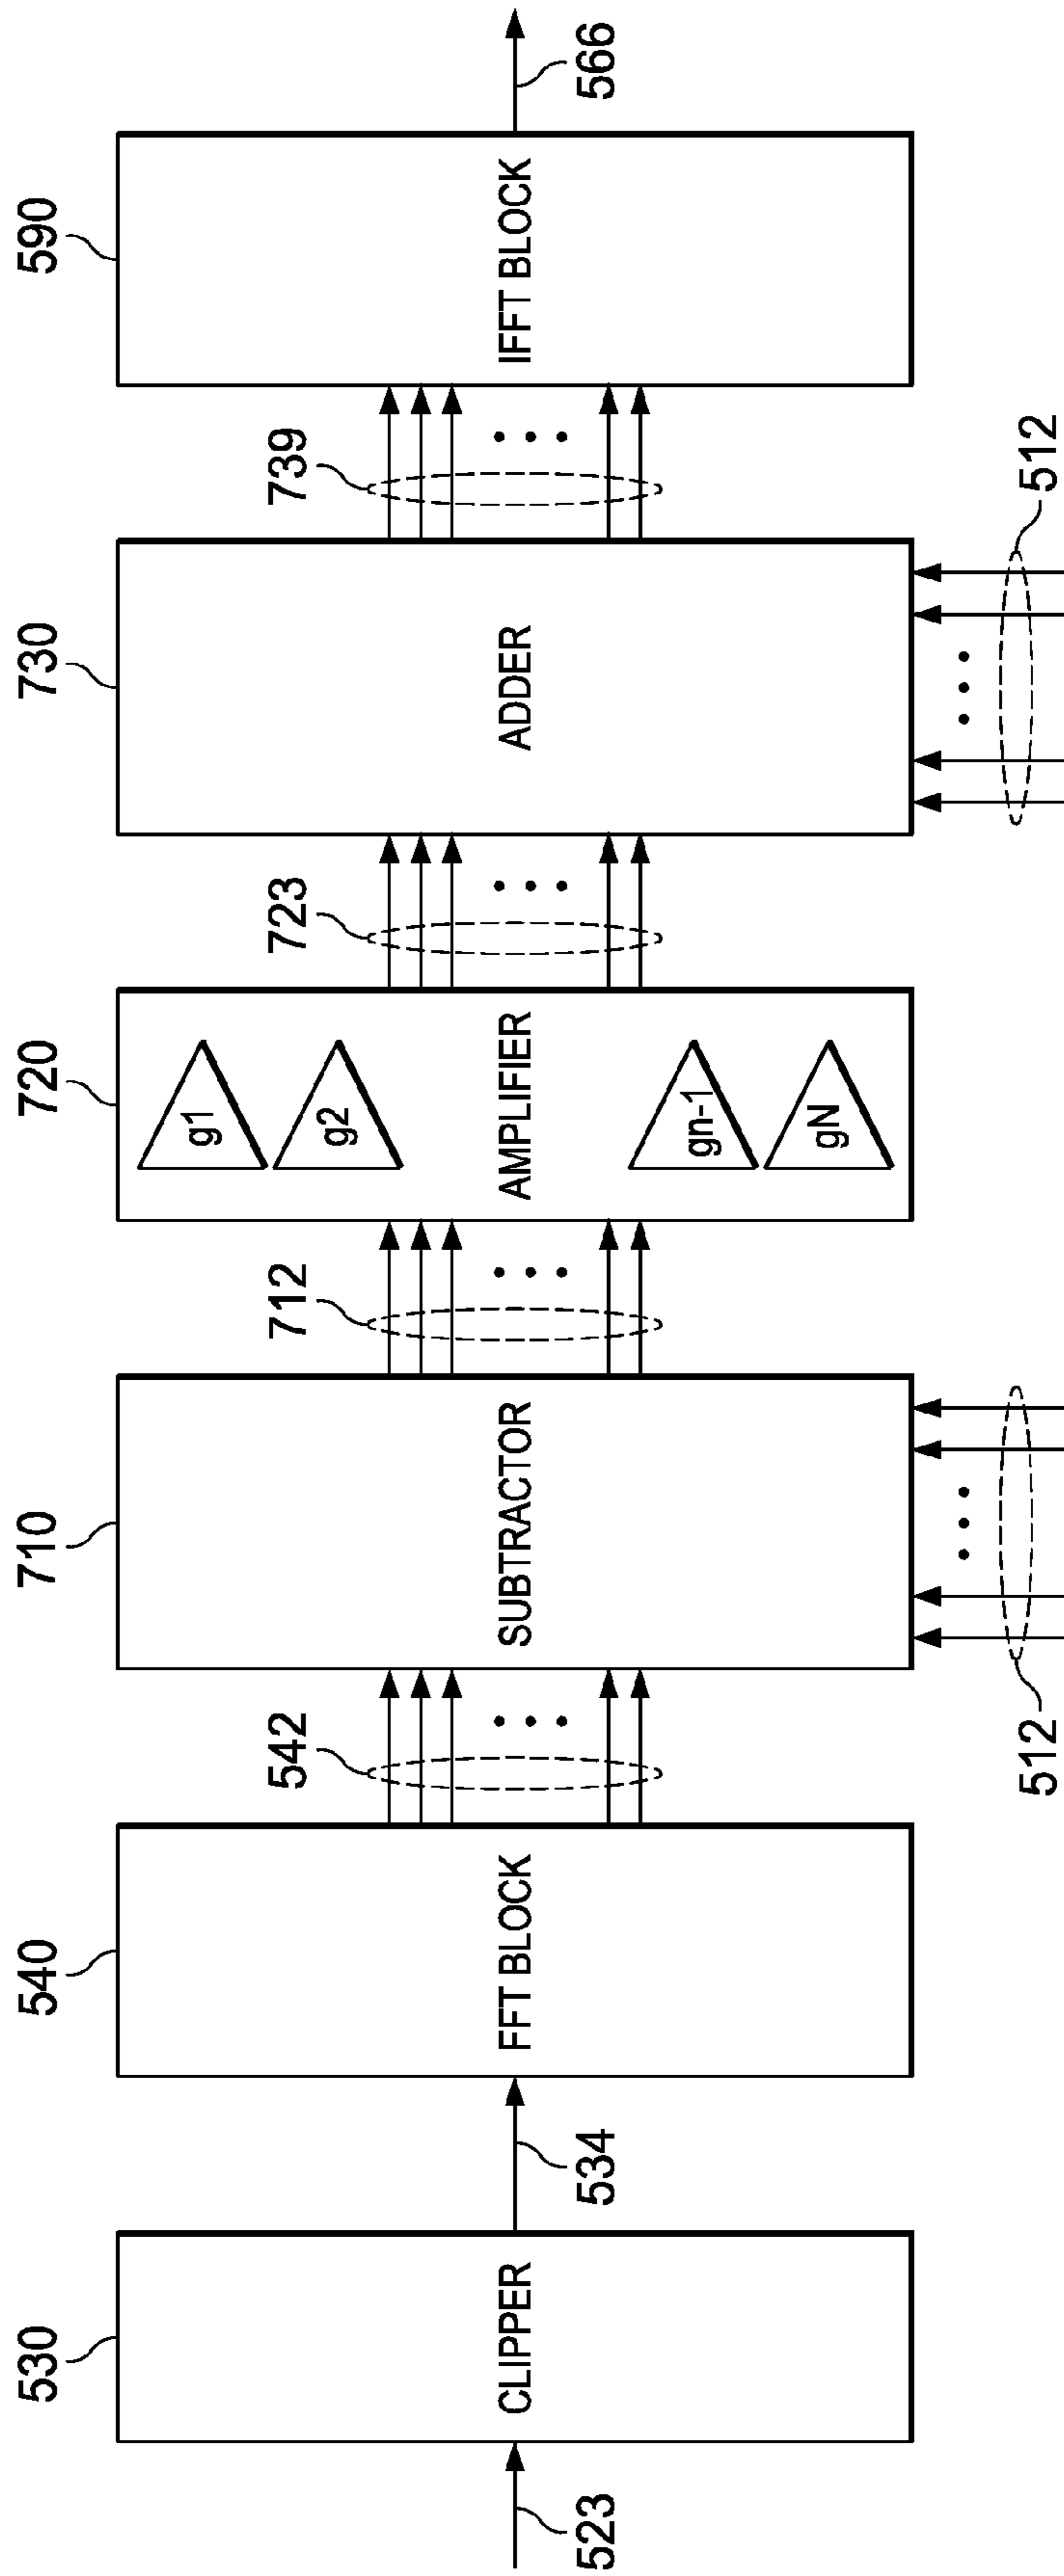 530
540
710
720
730
590
542
712
723
739
CLIPPER
FFT BLOCK
SUBTRACTOR
g1
g2
AMPLIFIER
gn-1
gN
ADDER
IFFT BLOCK
523
534
566
512
512